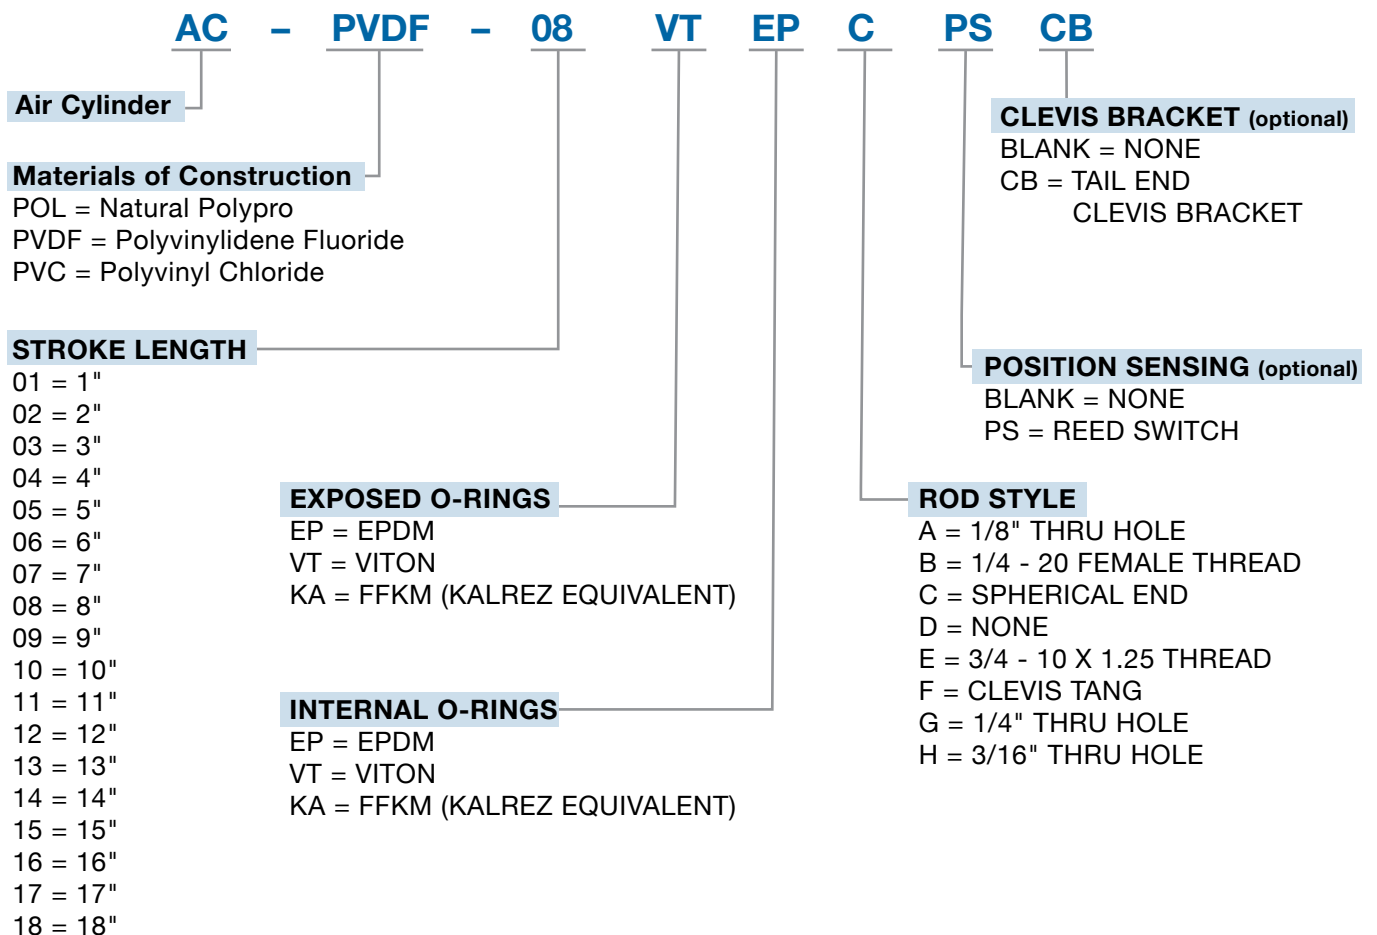 AC – PVDF – 08 VT EP C PS CB
Air Cylinder
Materials of Construction
POL = Natural Polypro
PVDF = Polyvinylidene Fluoride
PVC = Polyvinyl Chloride
STROKE LENGTH
01 = 1"
02 = 2"
03 = 3"
04 = 4"
05 = 5"
06 = 6"
07 = 7"
08 = 8"
09 = 9"
10 = 10"
11 = 11"
12 = 12"
13 = 13"
14 = 14"
15 = 15"
16 = 16"
17 = 17"
18 = 18"
EXPOSED O-RINGS
EP = EPDM
VT = VITON
KA = FFKM (KALREZ EQUIVALENT)
INTERNAL O-RINGS
EP = EPDM
VT = VITON
KA = FFKM (KALREZ EQUIVALENT)
ROD STYLE
A = 1/8" THRU HOLE
B = 1/4 - 20 FEMALE THREAD
C = SPHERICAL END
D = NONE
E = 3/4 - 10 X 1.25 THREAD
F = CLEVIS TANG
G = 1/4" THRU HOLE
H = 3/16" THRU HOLE
POSITION SENSING (optional)
BLANK = NONE
PS = REED SWITCH
CLEVIS BRACKET (optional)
BLANK = NONE
CB = TAIL END
CLEVIS BRACKET